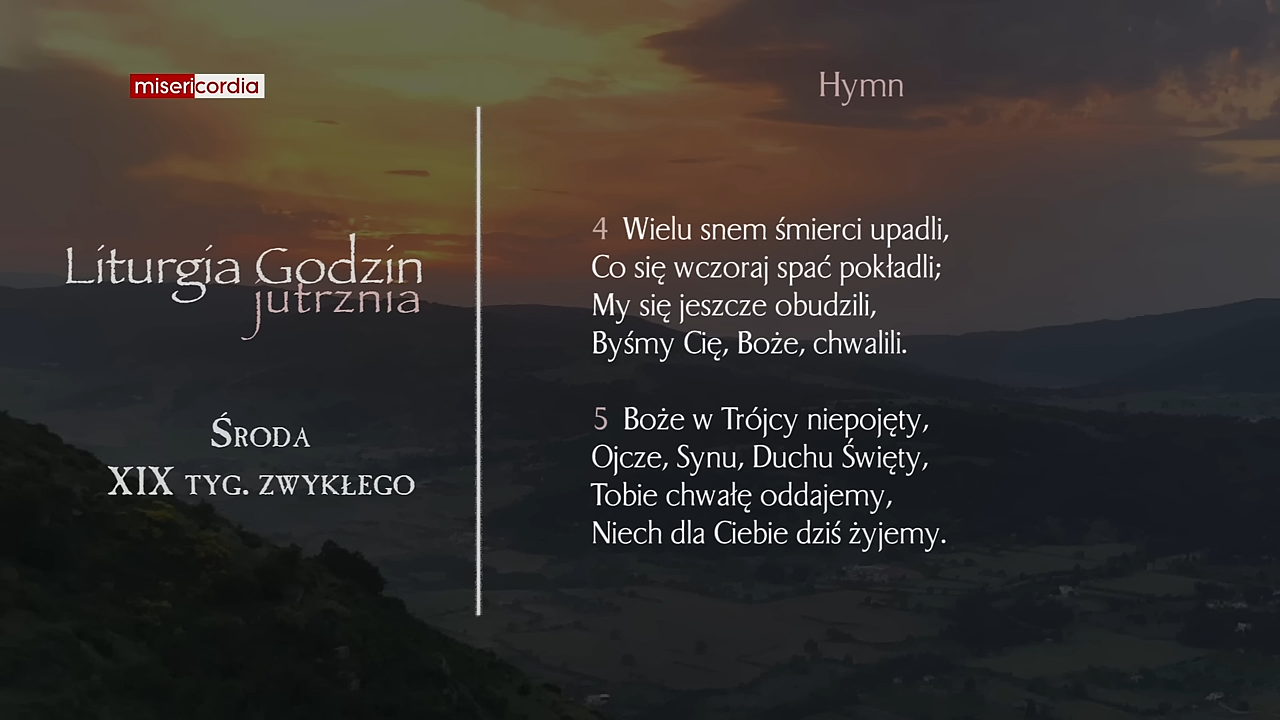 misericordia
Liturgia Godzin
jutrznia
Środa
XIX tyg. zwykłego
Hymn
4 Wielu snem śmierci upadli,
Co się wczoraj spać pokładli;
My się jeszcze obudzili,
Byśmy Cię, Boże, chwalili.
5 Boże w Trójcy niepojęty,
Ojcze, Synu, Duchu Święty,
Tobie chwałę oddajemy,
Niech dla Ciebie dziś żyjemy.